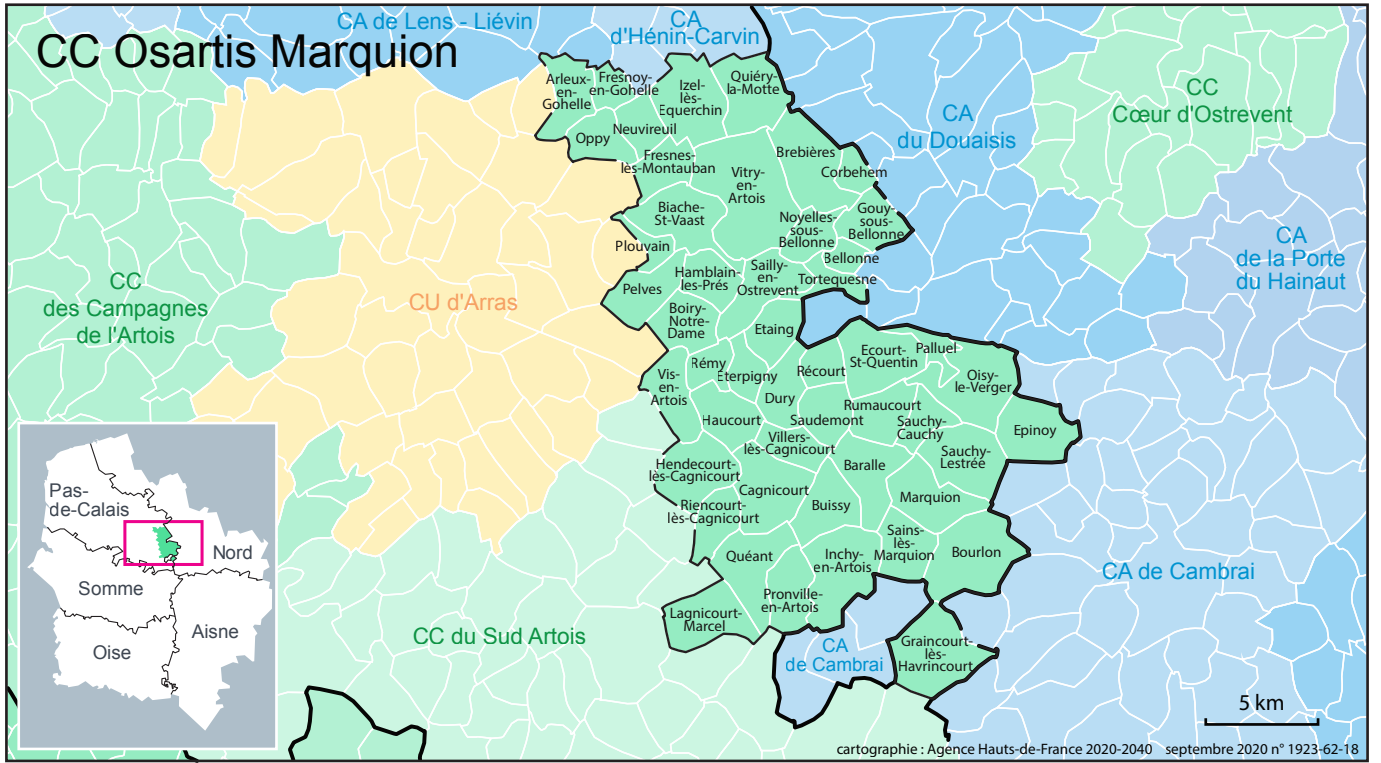 CC Osartis Marquion
CA de Lens - Liévin
CA
d'Hénin-Carvin
CA
du Douaisis
CC
Cœur d'Ostrevent
CA
de la Porte
du Hainaut
CC
des Campagnes
de l'Artois
CU d'Arras
CC du Sud Artois
CA de Cambrai
CA
de Cambrai
Arleux-
en-
Gohelle
Fresnoy-
en-Gohelle
Izel-
lès-
Equerchin
Quiéry-
la-Motte
Oppy
Neuvireuil
Fresnes-
lès-Montauban
Vitry-
en-
Artois
Brebières
Corbehem
Biache-
St-Vaast
Noyelles-
sous-
Bellonne
Gouy-
sous-
Bellonne
Plouvain
Bellonne
Pelves
Hamblain-
les-Prés
Sailly-
en-
Ostrevent
Tortequesne
Boiry-
Notre-
Dame
Etaing
Ecourt-
St-Quentin
Palluel
Vis-
en-
Artois
Rémy
Éterpigny
Récourt
Oisy-
le-Verger
Dury
Haucourt
Saudemont
Rumaucourt
Sauchy-
Cauchy
Epinoy
Villers-
lès-Cagnicourt
Sauchy-
Lestrée
Hendecourt-
lès-Cagnicourt
Baralle
Cagnicourt
Marquion
Riencourt-
lès-Cagnicourt
Buissy
Sains-
lès-
Marquion
Bourlon
Quéant
Inchy-
en-Artois
Pronville-
en-Artois
Lagnicourt-
Marcel
Graincourt-
lès-
Havrincourt
Pas-
de-Calais
Nord
Somme
Aisne
Oise
5 km
cartographie : Agence Hauts-de-France 2020-2040 septembre 2020 n° 1923-62-18